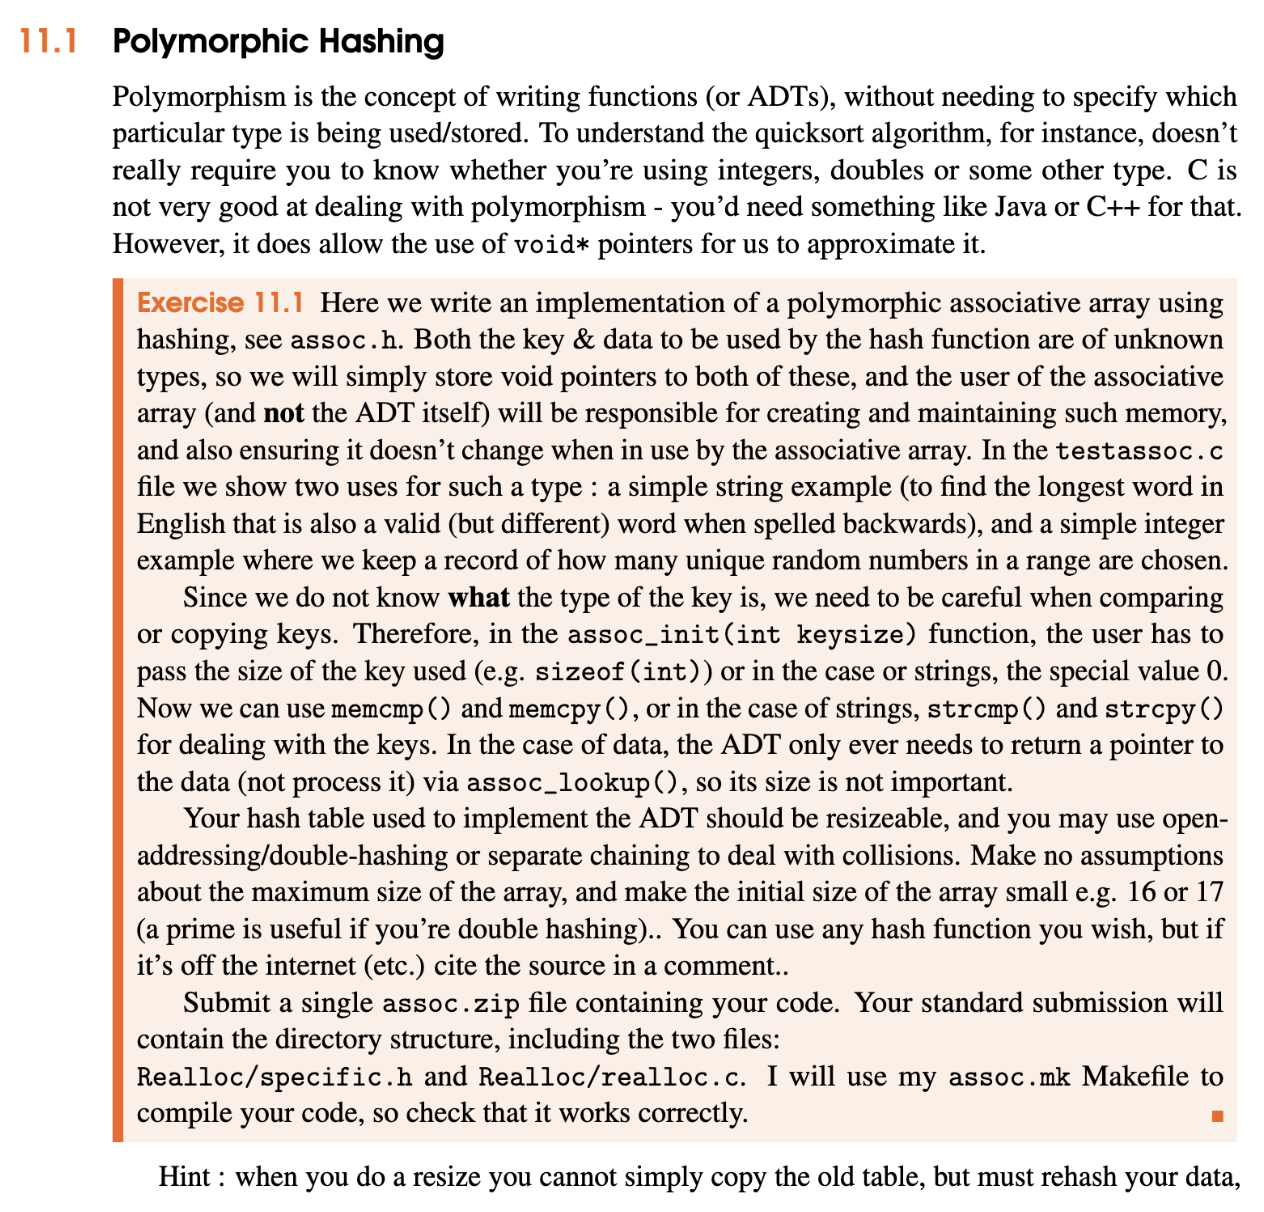 11.1 Polymorphic Hashing
Polymorphism is the concept of writing functions (or ADTs), without needing to specify which
particular type is being used/stored. To understand the quicksort algorithm, for instance, doesn’t
really require you to know whether you’re using integers, doubles or some other type. C is
not very good at dealing with polymorphism - you’d need something like Java or C++ for that.
However, it does allow the use of void* pointers for us to approximate it.
Exercise 11.1 Here we write an implementation of a polymorphic associative array using
hashing, see assoc.h. Both the key & data to be used by the hash function are of unknown
types, so we will simply store void pointers to both of these, and the user of the associative
array (and not the ADT itself) will be responsible for creating and maintaining such memory,
and also ensuring it doesn’t change when in use by the associative array. In the testassoc.c
file we show two uses for such a type : a simple string example (to find the longest word in
English that is also a valid (but different) word when spelled backwards), and a simple integer
example where we keep a record of how many unique random numbers in a range are chosen.
Since we do not know what the type of the key is, we need to be careful when comparing
or copying keys. Therefore, in the assoc_init(int keysize) function, the user has to
pass the size of the key used (e.g. sizeof(int)) or in the case or strings, the special value 0.
Now we can use memcmp() and memcpy(), or in the case of strings, strcmp() and strcpy()
for dealing with the keys. In the case of data, the ADT only ever needs to return a pointer to
the data (not process it) via assoc_lookup(), so its size is not important.
Your hash table used to implement the ADT should be resizeable, and you may use open-
addressing/double-hashing or separate chaining to deal with collisions. Make no assumptions
about the maximum size of the array, and make the initial size of the array small e.g. 16 or 17
(a prime is useful if you’re double hashing).. You can use any hash function you wish, but if
it’s off the internet (etc.) cite the source in a comment..
Submit a single assoc.zip file containing your code. Your standard submission will
contain the directory structure, including the two files:
Realloc/specific.h and Realloc/realloc.c. I will use my assoc.mk Makefile to
compile your code, so check that it works correctly.
Hint : when you do a resize you cannot simply copy the old table, but must rehash your data,